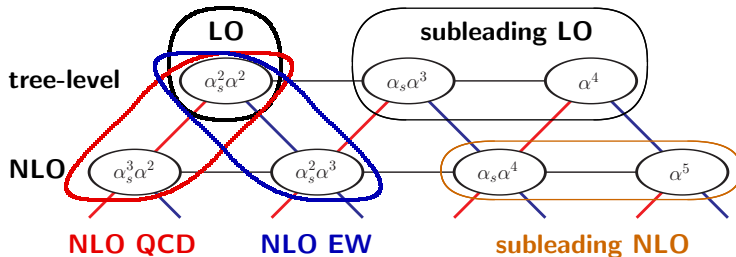 LO subleading LO
tree-level α_s^2α^2 α_sα^3 α^4
NLO α_s^3α^2 α_s^2α^3 α_sα^4 α^5
NLO QCD NLO EW subleading NLO